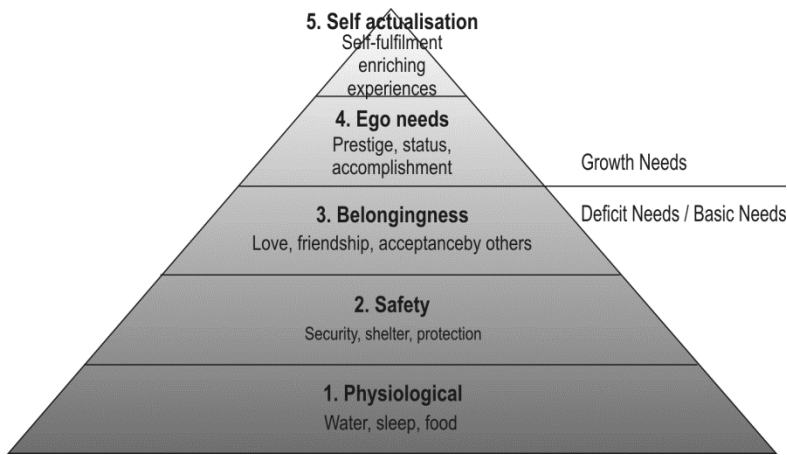 5. Self actualisation
Self-fulfilment
enriching
experiences
4. Ego needs
Prestige, status,
accomplishment
Growth Needs
Deficit Needs / Basic Needs
3. Belongingness
Love, friendship, acceptanceby others
2. Safety
Security, shelter, protection
1. Physiological
Water, sleep, food